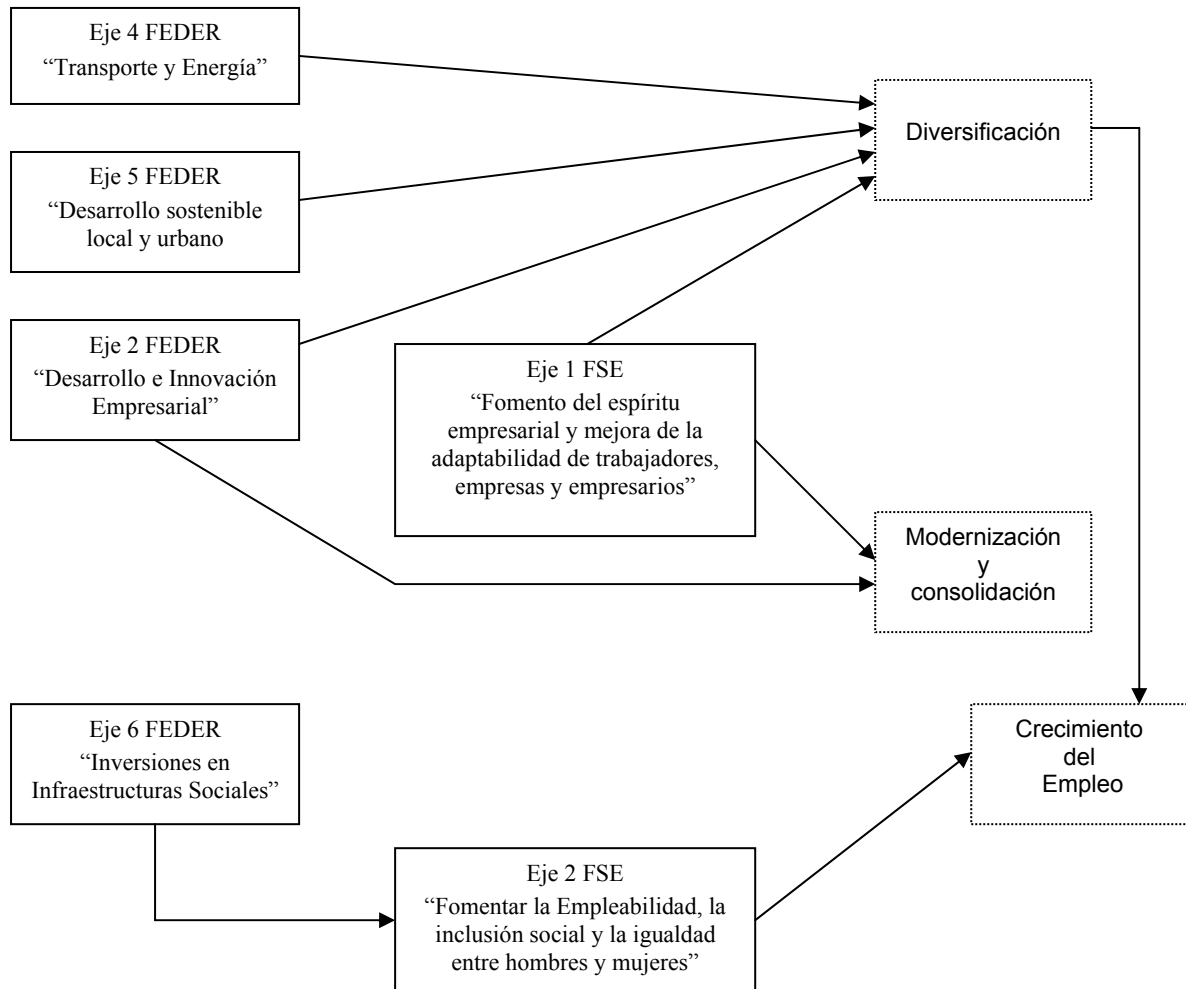 Eje 4 FEDER
“Transporte y Energía”
Diversificación
Eje 5 FEDER
“Desarrollo sostenible
local y urbano
Eje 2 FEDER
“Desarrollo e Innovación
Empresarial”
Eje 1 FSE
“Fomento del espíritu
empresarial y mejora de la
adaptabilidad de trabajadores,
empresas y empresarios”
Modernización
y
consolidación
Eje 6 FEDER
“Inversiones en
Infraestructuras Sociales”
Crecimiento
del
Empleo
Eje 2 FSE
“Fomentar la Empleabilidad, la
inclusión social y la igualdad
entre hombres y mujeres”